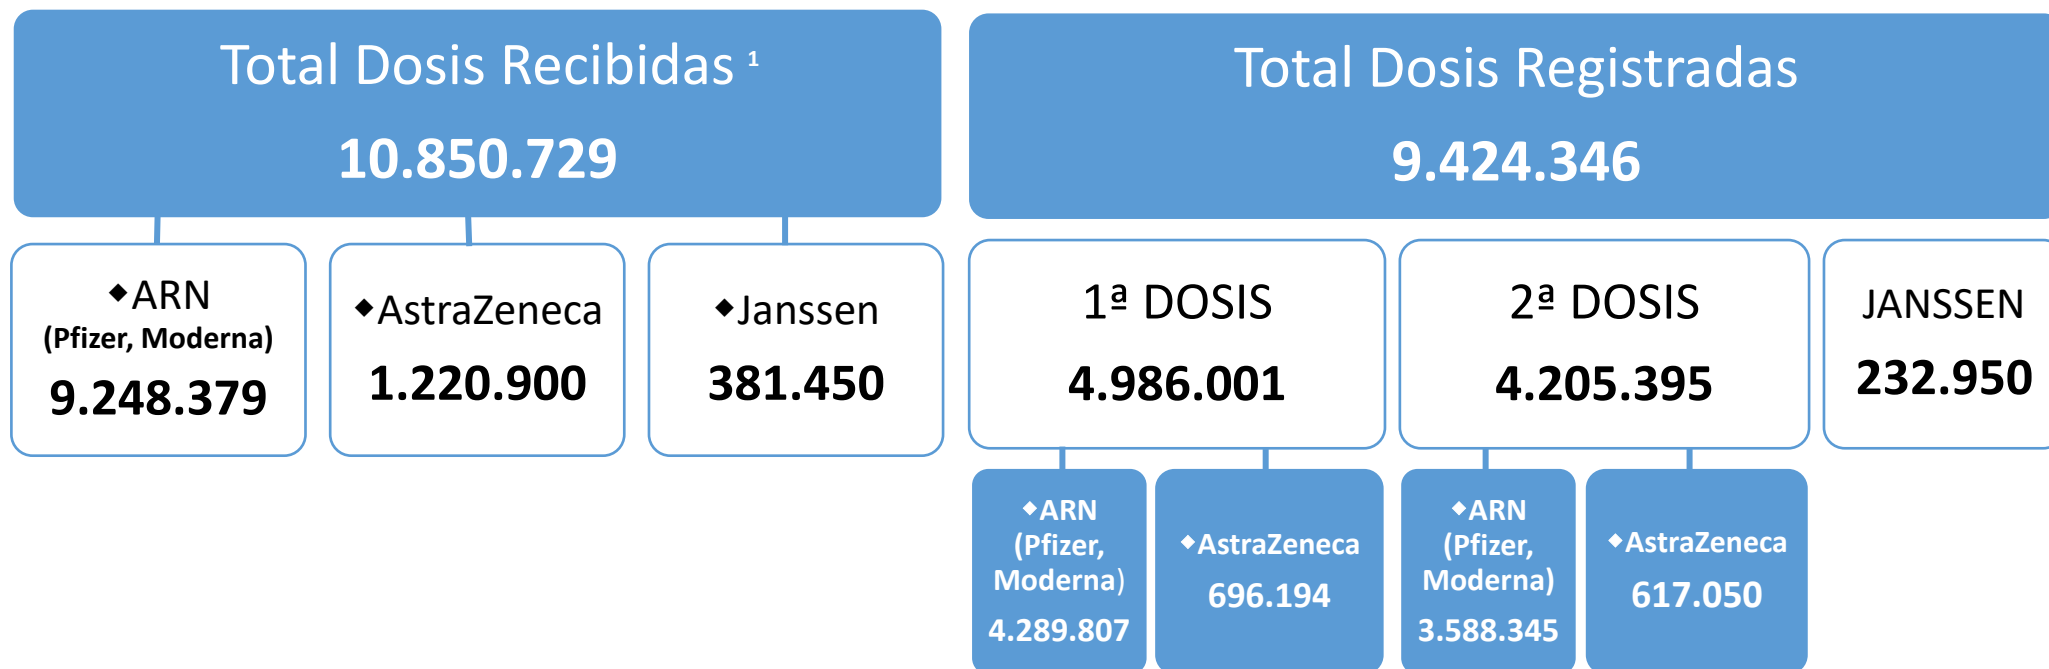 Total Dosis Recibidas ¹
10.850.729
◆ARN
(Pfizer, Moderna)
9.248.379
◆AstraZeneca
1.220.900
◆Janssen
381.450
Total Dosis Registradas
9.424.346
1ª DOSIS
4.986.001
◆ARN
(Pfizer,
Moderna)
4.289.807
◆AstraZeneca
696.194
2ª DOSIS
4.205.395
◆ARN
(Pfizer,
Moderna)
3.588.345
◆AstraZeneca
617.050
JANSSEN
232.950